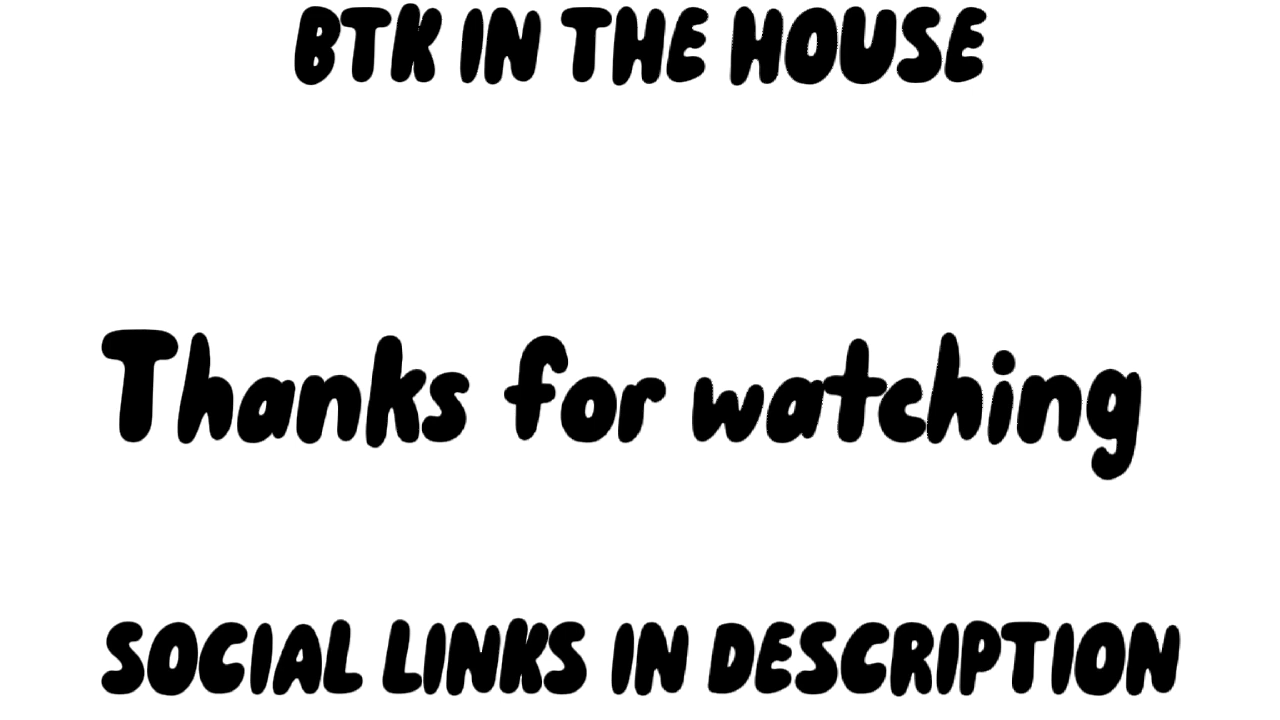 BTK IN THE HOUSE
Thanks for watching
SOCIAL LINKS IN DESCRIPTION